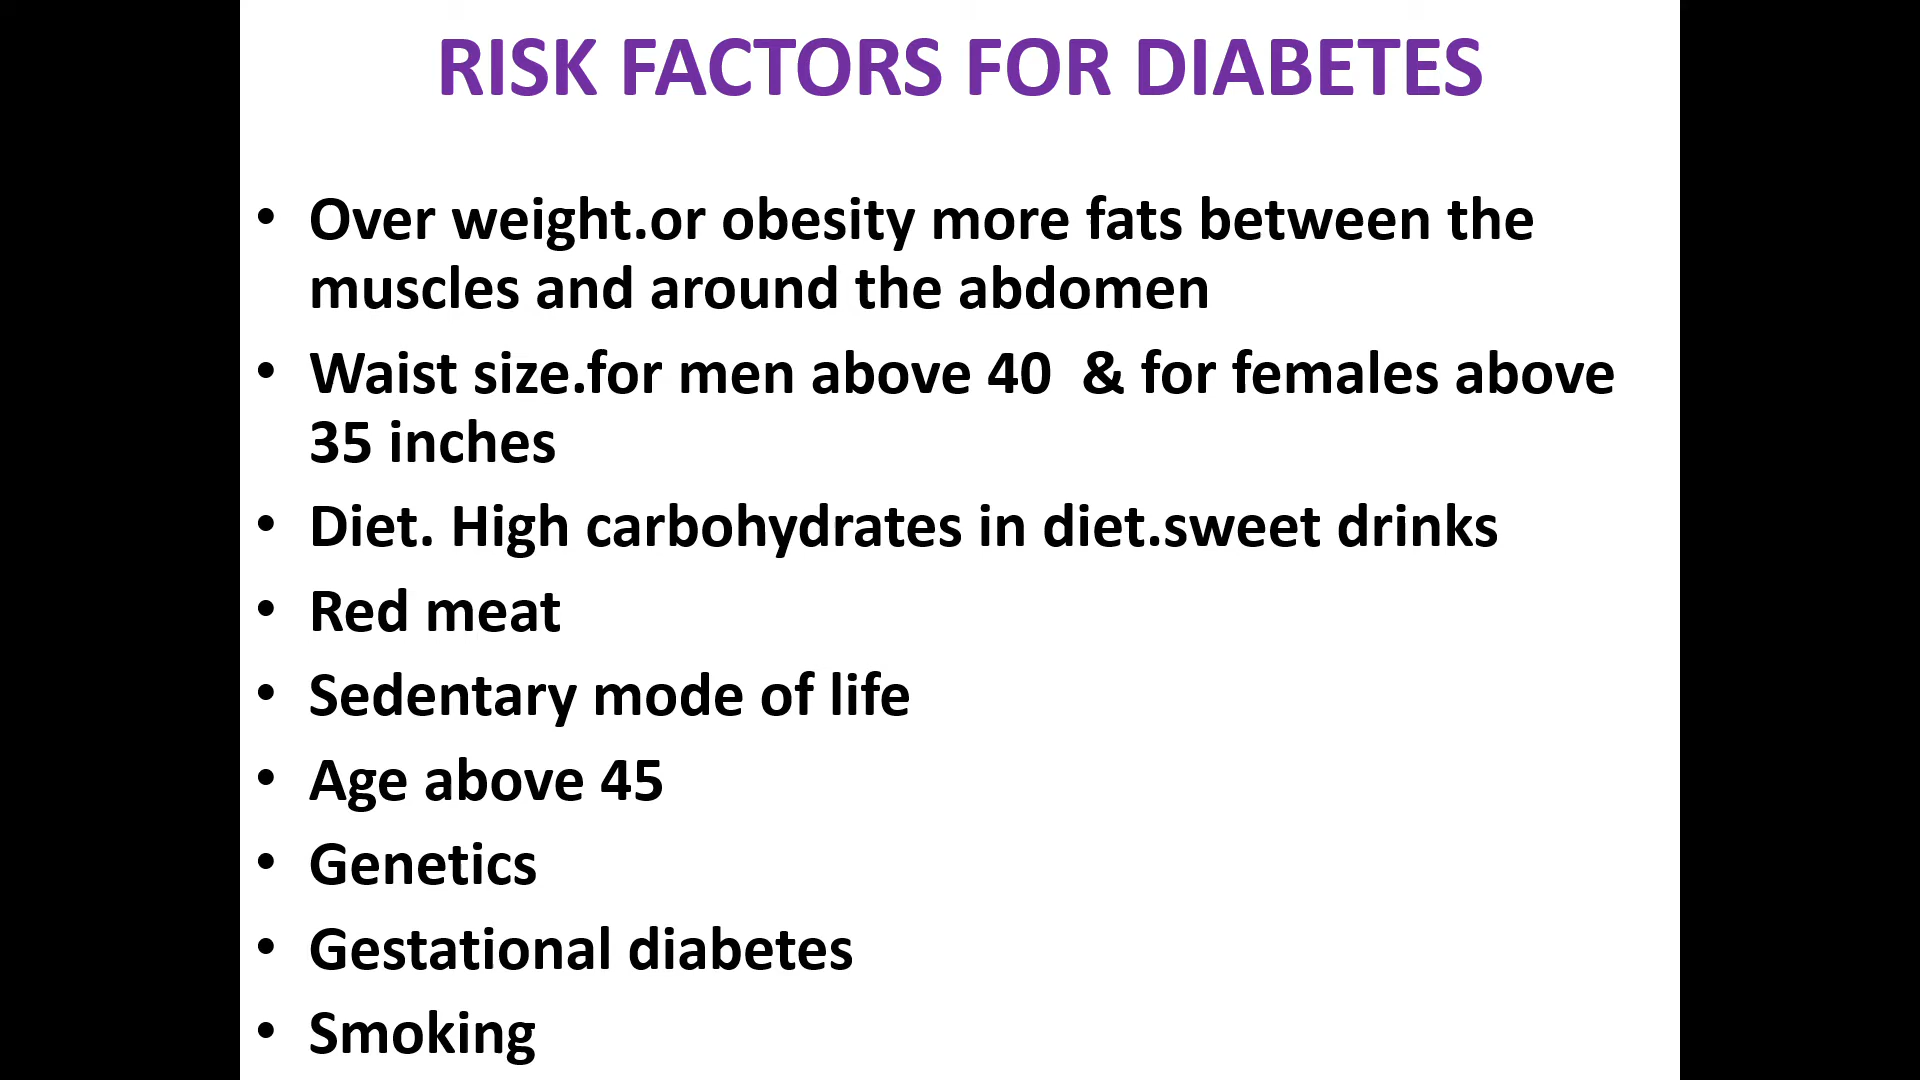 RISK FACTORS FOR DIABETES
• Over weight.or obesity more fats between the
muscles and around the abdomen
• Waist size.for men above 40  & for females above
35 inches
• Diet. High carbohydrates in diet.sweet drinks
• Red meat
• Sedentary mode of life
• Age above 45
• Genetics
• Gestational diabetes
• Smoking